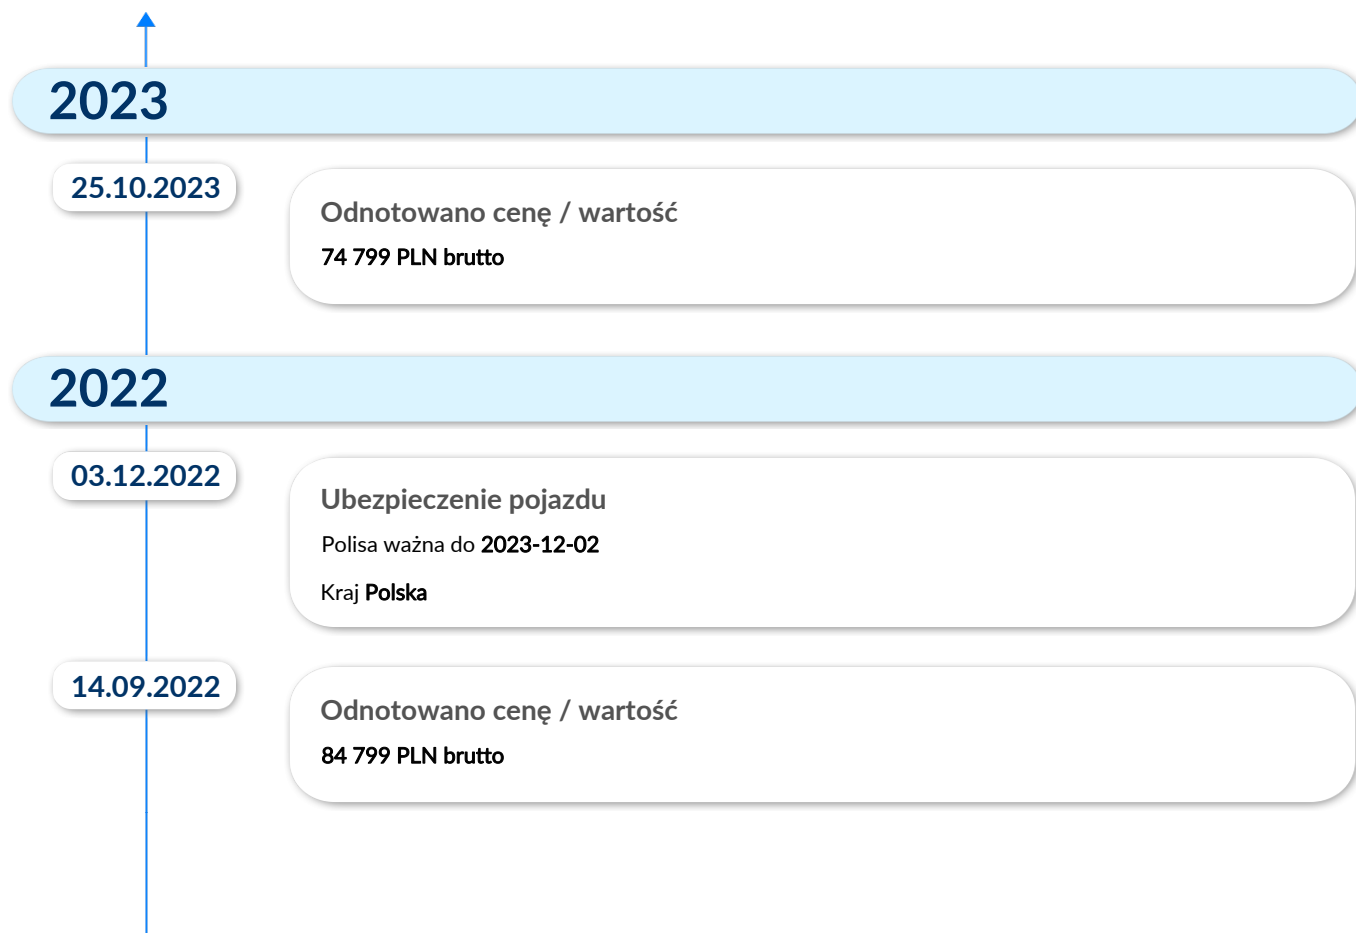 2023
25.10.2023
Odnotowano cenę / wartość
74 799 PLN brutto
2022
03.12.2022
Ubezpieczenie pojazdu
Polisa ważna do 2023-12-02
Kraj Polska
14.09.2022
Odnotowano cenę / wartość
84 799 PLN brutto